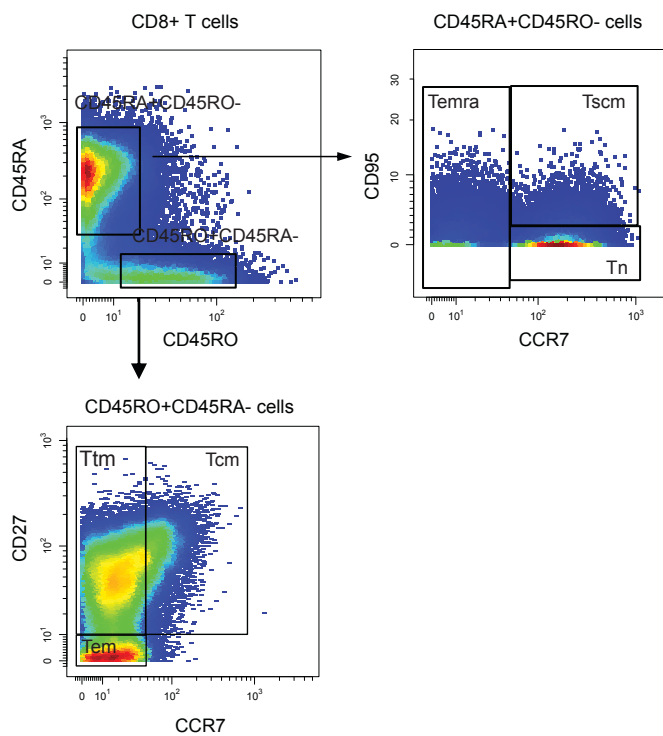 CD8+ T cells
CD45RA+CD45RO-
CD45RO+CD45RA-
CD45RA
10³
10²
10¹
0
0
10¹
10²
CD45RO
CD45RA+CD45RO- cells
Temra
Tscm
Tn
CD95
30
20
10
0
0
10¹
10²
10³
CCR7
CD45RO+CD45RA- cells
Ttm
Tcm
Tem
CD27
10³
10²
10¹
0
0
10¹
10²
10³
CCR7